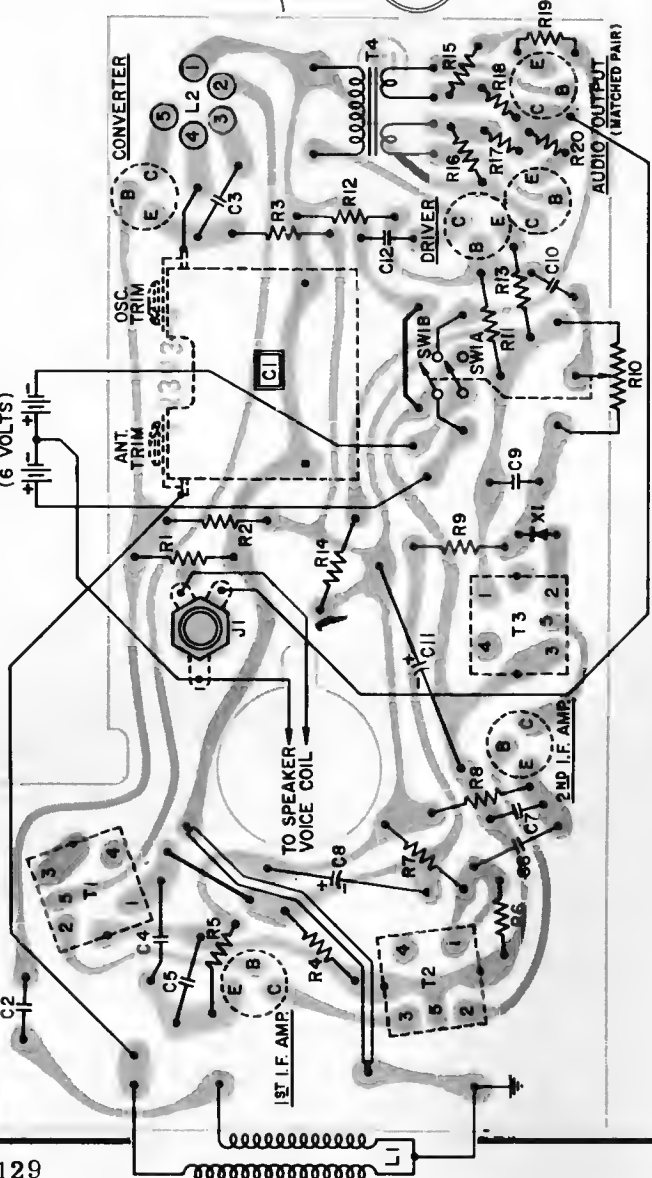 129
(6 VOLTS)
CONVERTER
B
C
E
1
2
3
4
5
L2
T4
R15
R19
R18
E
C
B
AUDIO OUTPUT
(MATCHED PAIR)
R16
R17
R20
E
C
B
DRIVER
C
E
B
C3
R3
R12
C12
OSC.
TRIM
ANT.
TRIM
C1
SW1B
SW1A
R13
R11
C10
R10
C9
R9
X1
1
2
3
4
5
T3
R1
R2
R14
J1
C11
TO SPEAKER
VOICE COIL
B
C
E
2ND I.F. AMP.
R8
C7
C6
R7
C8
R6
T1
1
2
3
4
5
C2
C4
C5
R5
R4
B
E
C
1ST I.F. AMP.
T2
1
2
3
4
5
L1